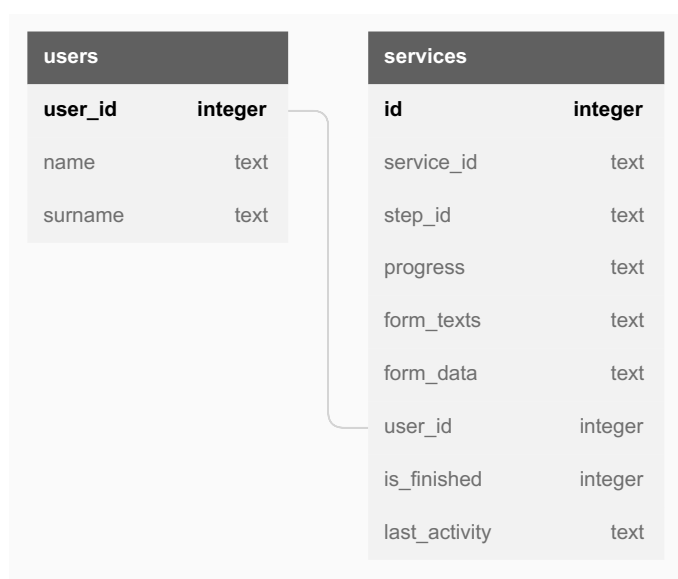 users
user_id integer
name text
surname text
services
id integer
service_id text
step_id text
progress text
form_texts text
form_data text
user_id integer
is_finished integer
last_activity text